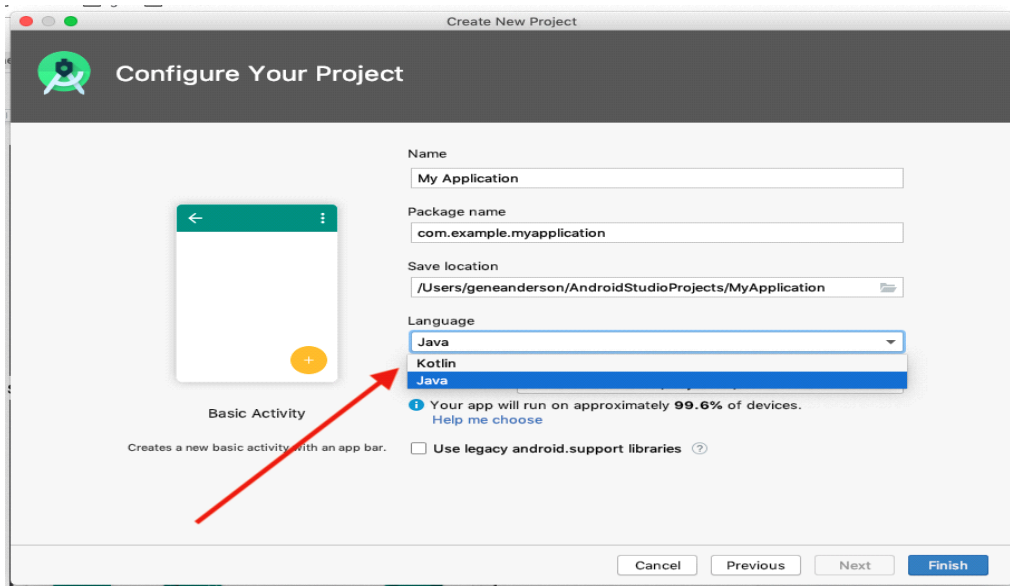 Create New Project
Configure Your Project
Name
My Application
Package name
com.example.myapplication
Save location
/Users/geneanderson/AndroidStudioProjects/MyApplication
Language
Java
Kotlin
Java
Your app will run on approximately 99.6% of devices.
Help me choose
Use legacy android.support libraries ?
Basic Activity
Creates a new basic activity with an app bar.
Cancel
Previous
Next
Finish